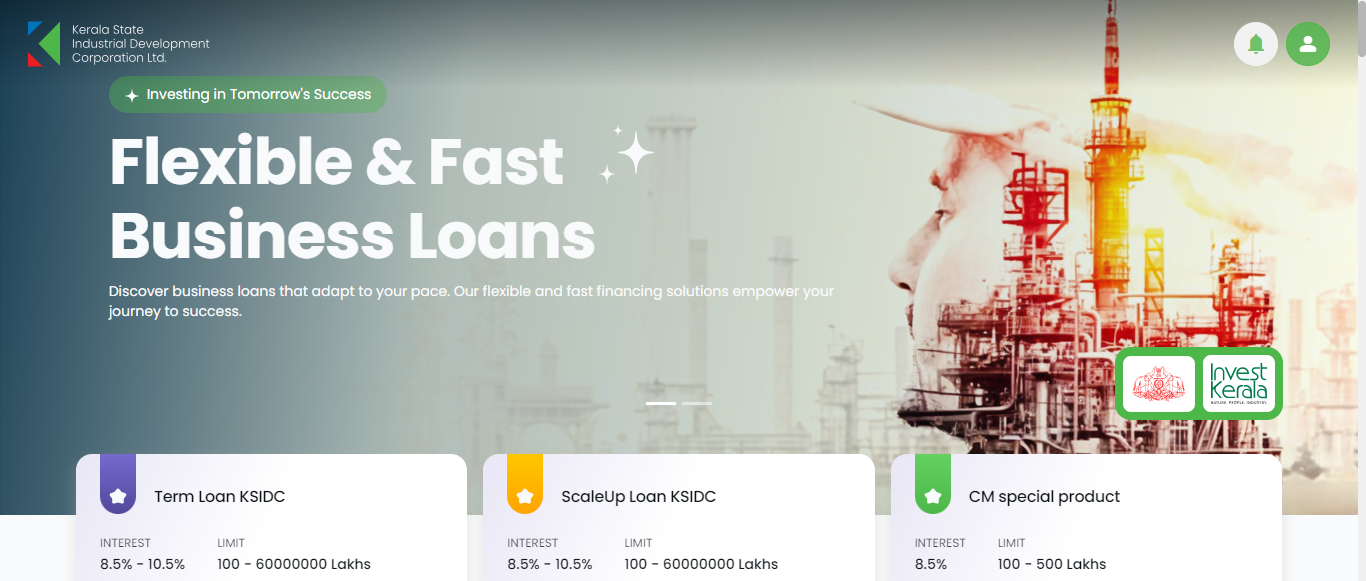 Kerala State
Industrial Development
Corporation Ltd.
Investing in Tomorrow's Success
Flexible & Fast
Business Loans
Discover business loans that adapt to your pace. Our flexible and fast financing solutions empower your
journey to success.
Invest
Kerala
NATURE. PEOPLE. INDUSTRY.
Term Loan KSIDC
INTEREST LIMIT
8.5% - 10.5% 100 - 60000000 Lakhs
ScaleUp Loan KSIDC
INTEREST LIMIT
8.5% - 10.5% 100 - 60000000 Lakhs
CM special product
INTEREST LIMIT
8.5% 100 - 500 Lakhs